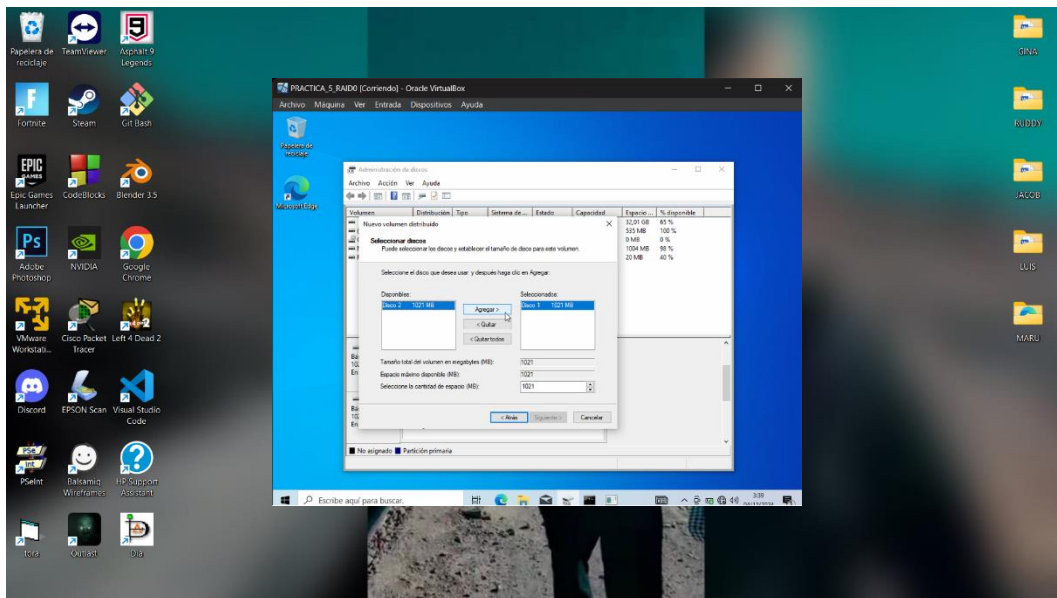 Papelera de reciclaje
TeamViewer
Asphalt 9 Legends
Fortnite
Steam
Git Bash
Epic Games Launcher
CodeBlocks
Blender 3.5
Adobe Photoshop
NVIDIA
Google Chrome
VMware Workstati...
Cisco Packet Tracer
Left 4 Dead 2
Discord
EPSON Scan
Visual Studio Code
PSeInt
Balsamiq Wireframes
HP Support Assistant
tora
Outlast
Dia
GINA
RUDDY
JACOB
LUIS
MARU
PRACTICA_5_RAID0 [Corriendo] - Oracle VirtualBox
Archivo Máquina Ver Entrada Dispositivos Ayuda
Papelera de reciclaje
Microsoft Edge
Administración de discos
Archivo Acción Ver Ayuda
Volumen Distribución Tipo Sistema de... Estado Capacidad Espacio... % disponible
32,01 GB 65 %
535 MB 100 %
0 MB 0 %
1004 MB 98 %
20 MB 40 %
Nuevo volumen distribuido
Seleccionar discos
Puede seleccionar los discos y establecer el tamaño de disco para este volumen.
Seleccione el disco que desea usar y después haga clic en Agregar.
Disponibles:
Seleccionados:
Disco 2 1021 MB
Agregar >
Disco 1 1021 MB
< Quitar
< Quitar todos
Tamaño total del volumen en megabytes (MB): 1021
Espacio máximo disponible (MB): 1021
Seleccione la cantidad de espacio (MB): 1021
< Atrás Siguiente > Cancelar
No asignado Partición primaria
Escribe aquí para buscar.
3:38